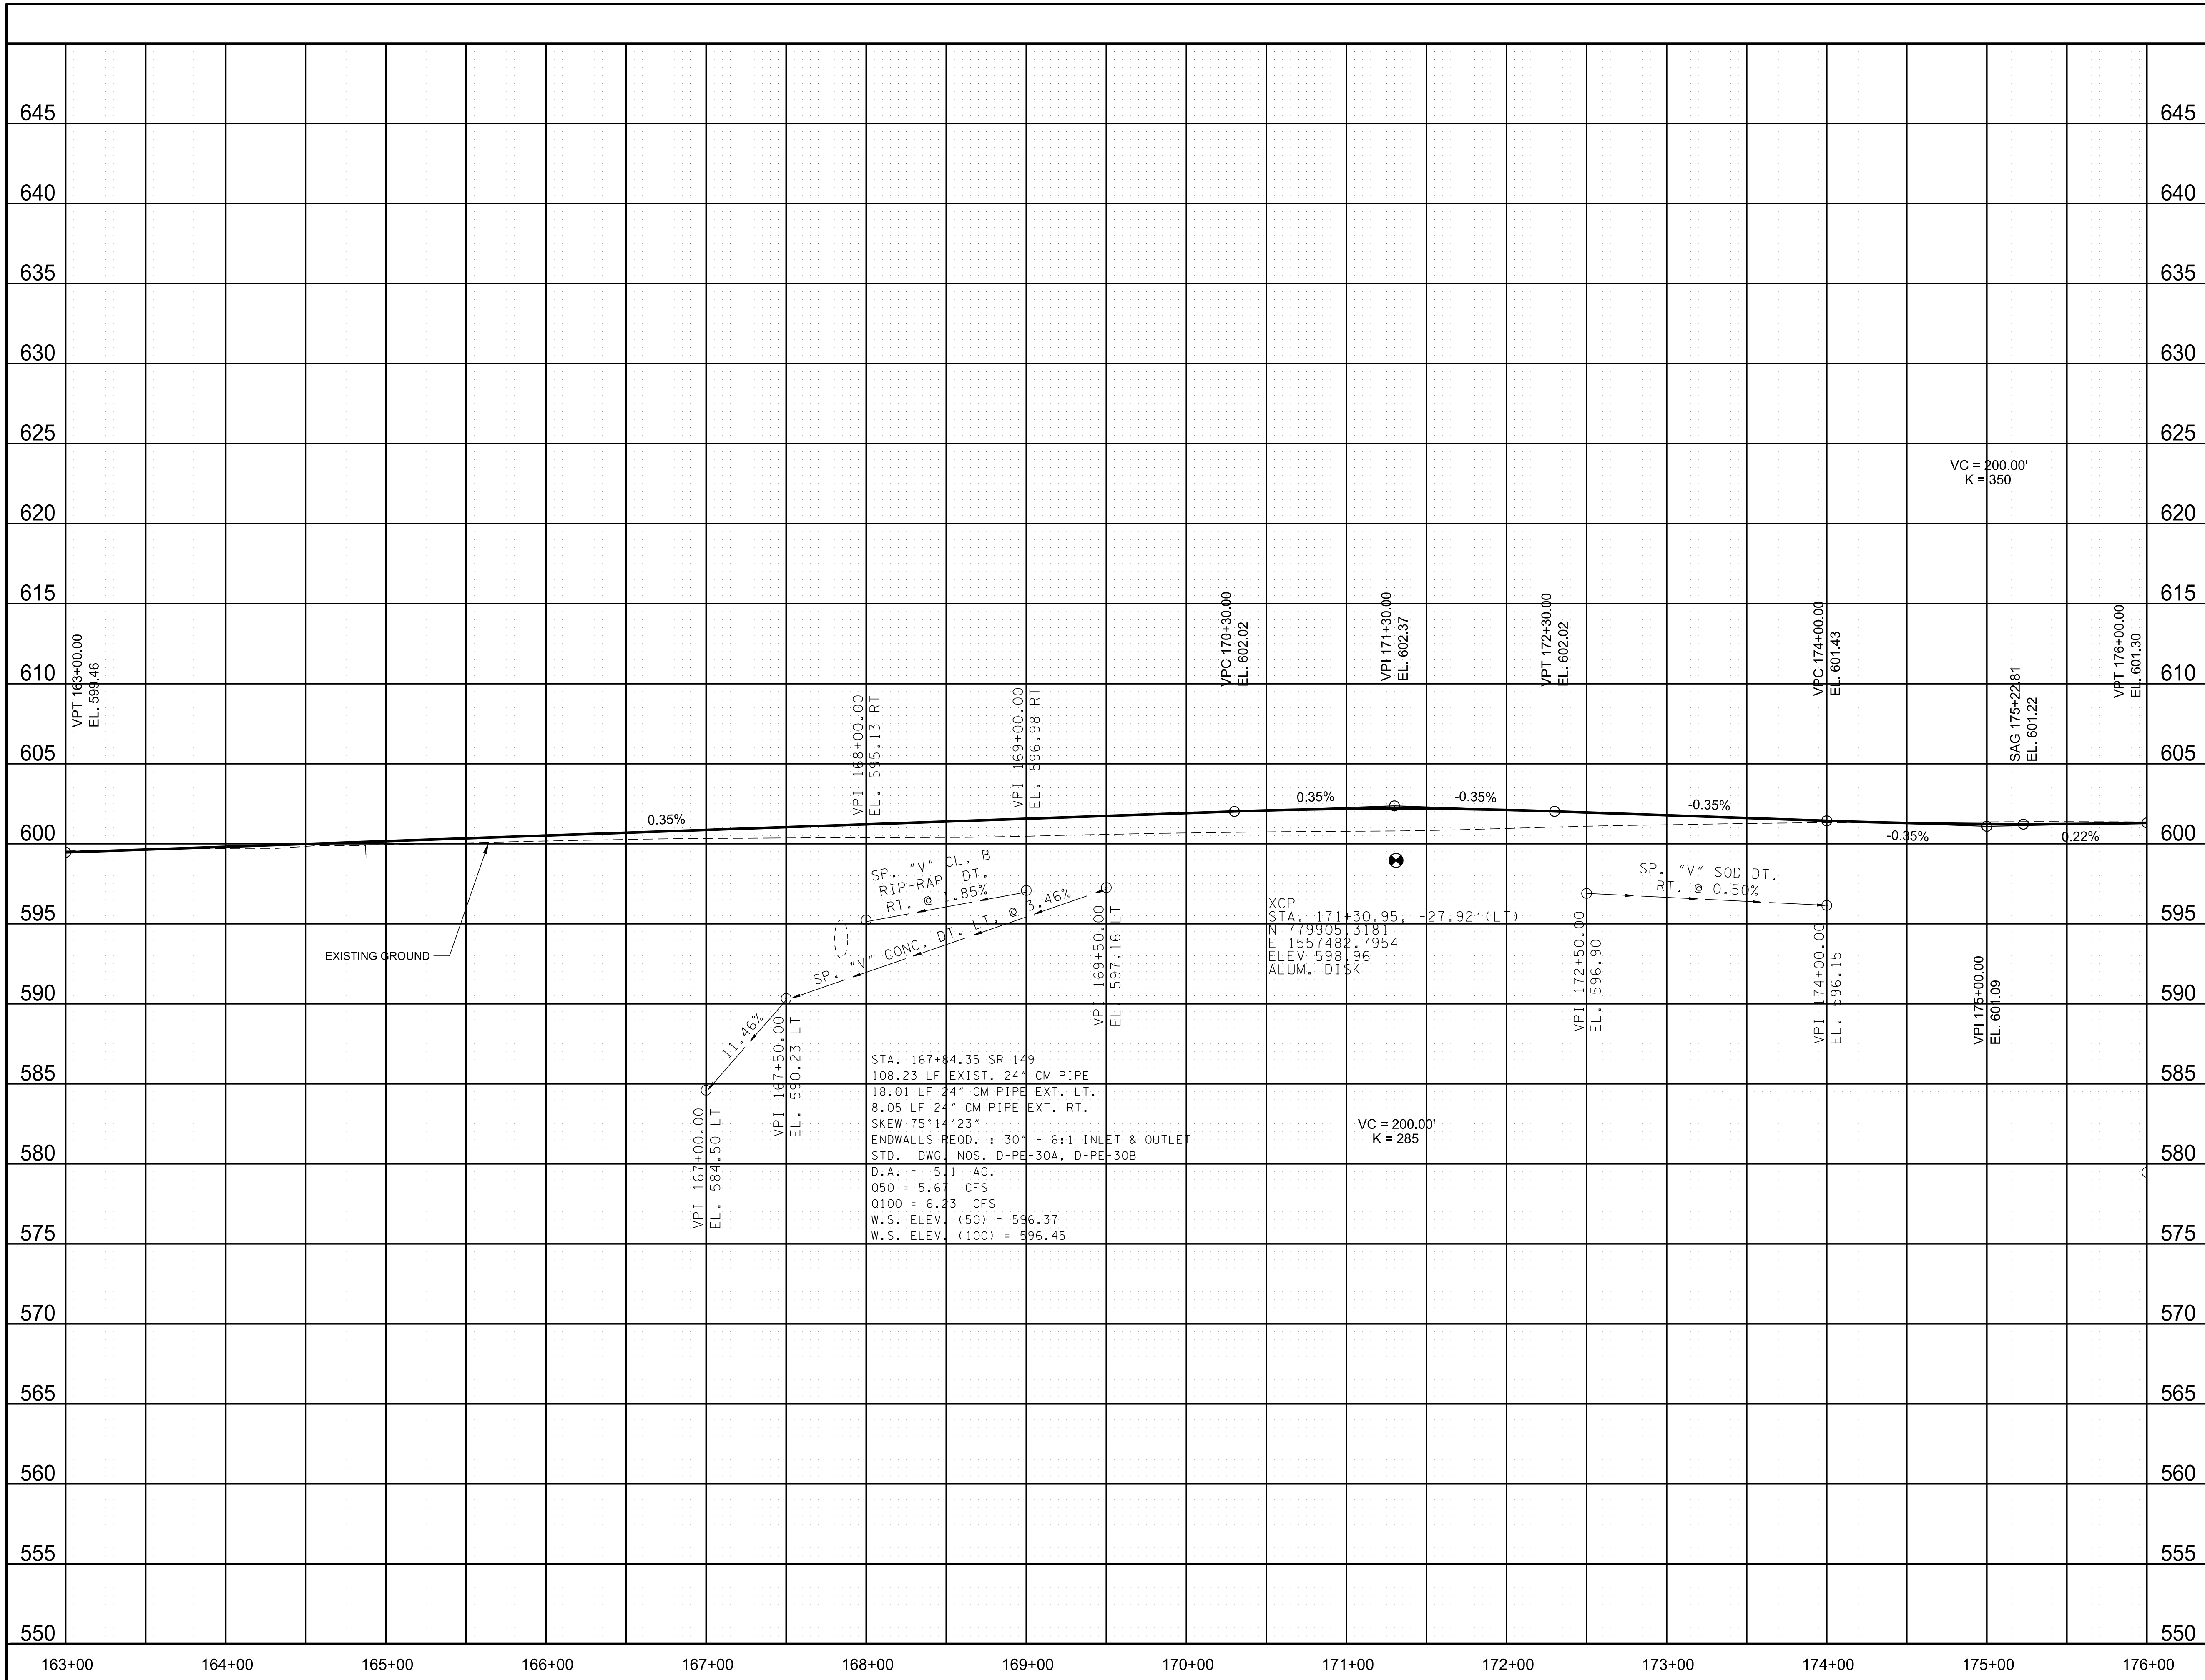 645
645
640
640
635
635
630
630
625
625
VC = 200.00'
K = 350
620
620
615
615
VPT 163+00.00
EL. 599.46
VPC 170+30.00
EL. 602.02
VPI 171+30.00
EL. 602.37
VPT 172+30.00
EL. 602.02
VPC 174+00.00
EL. 601.43
SAG 175+22.81
EL. 601.22
VPT 176+00.00
EL. 601.30
610
610
VPI 168+00.00
EL. 595.13 RT
VPI 169+00.00
EL. 596.98 RT
605
605
0.35%
0.35%
-0.35%
-0.35%
-0.35%
0.22%
600
600
SP. "V" CL. B
RIP-RAP DT.
RT. @ 1.85%
SP. "V" CONC. DT. LT. @ 3.46%
SP. "V" SOD DT.
RT. @ 0.50%
595
595
EXISTING GROUND
XCP
STA. 171+30.95, -27.92'(LT)
N 779905.3181
E 1557482.7954
ELEV 598.96
ALUM. DISK
VPI 169+50.00
EL. 597.16 LT
VPI 172+50.00
EL. 596.90
VPI 174+00.00
EL. 596.15
VPI 175+00.00
EL. 601.09
590
590
11.46%
VPI 167+50.00
EL. 590.23 LT
VPI 167+00.00
EL. 584.50 LT
585
585
STA. 167+84.35 SR 149
108.23 LF EXIST. 24" CM PIPE
18.01 LF 24" CM PIPE EXT. LT.
8.05 LF 24" CM PIPE EXT. RT.
SKEW 75°14'23"
ENDWALLS REQD. : 30" - 6:1 INLET & OUTLET
STD. DWG. NOS. D-PE-30A, D-PE-30B
D.A. = 5.1 AC.
Q50 = 5.67 CFS
Q100 = 6.23 CFS
W.S. ELEV. (50) = 596.37
W.S. ELEV. (100) = 596.45
VC = 200.00'
K = 285
580
580
575
575
570
570
565
565
560
560
555
555
550
550
163+00 164+00 165+00 166+00 167+00 168+00 169+00 170+00 171+00 172+00 173+00 174+00 175+00 176+00